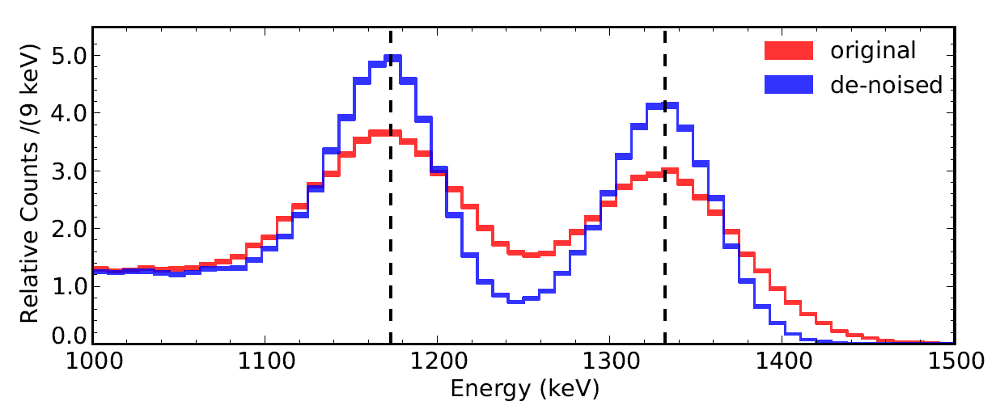 Relative Counts /(9 keV)
5.0
4.0
3.0
2.0
1.0
0.0
original
de-noised
1000 1100 1200 1300 1400 1500
Energy (keV)